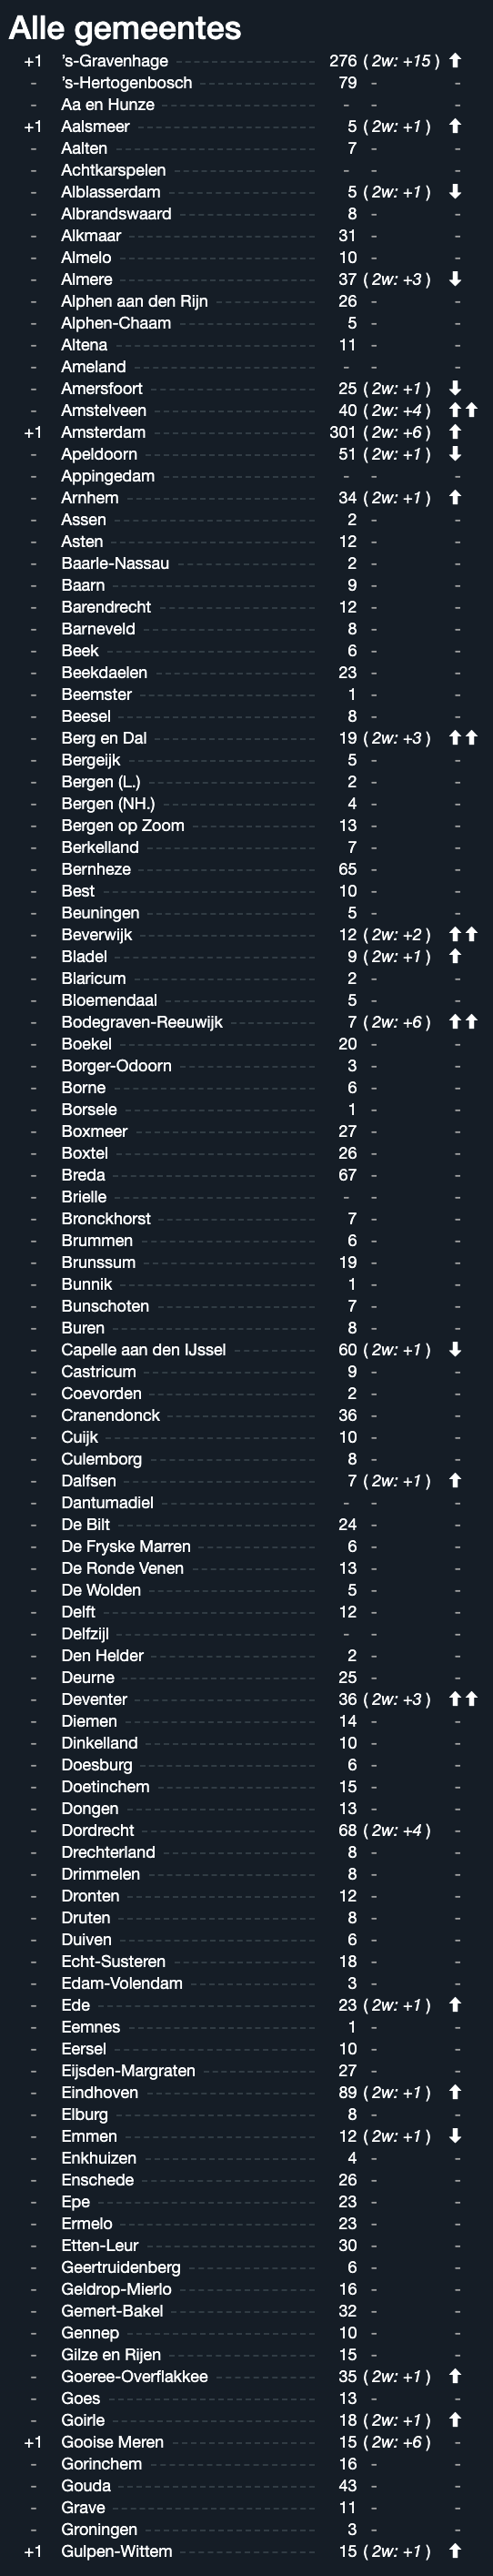 Alle gemeentes
+1 's-Gravenhage 276 ( 2w: +15 ) ⬆
- 's-Hertogenbosch 79 - -
- Aa en Hunze - - -
+1 Aalsmeer 5 ( 2w: +1 ) ⬆
- Aalten 7 - -
- Achtkarspelen - - -
- Alblasserdam 5 ( 2w: +1 ) ⬇
- Albrandswaard 8 - -
- Alkmaar 31 - -
- Almelo 10 - -
- Almere 37 ( 2w: +3 ) ⬇
- Alphen aan den Rijn 26 - -
- Alphen-Chaam 5 - -
- Altena 11 - -
- Ameland - - -
- Amersfoort 25 ( 2w: +1 ) ⬇
- Amstelveen 40 ( 2w: +4 ) ⬆⬆
+1 Amsterdam 301 ( 2w: +6 ) ⬆
- Apeldoorn 51 ( 2w: +1 ) ⬇
- Appingedam - - -
- Arnhem 34 ( 2w: +1 ) ⬆
- Assen 2 - -
- Asten 12 - -
- Baarle-Nassau 2 - -
- Baarn 9 - -
- Barendrecht 12 - -
- Barneveld 8 - -
- Beek 6 - -
- Beekdaelen 23 - -
- Beemster 1 - -
- Beesel 8 - -
- Berg en Dal 19 ( 2w: +3 ) ⬆⬆
- Bergeijk 5 - -
- Bergen (L.) 2 - -
- Bergen (NH.) 4 - -
- Bergen op Zoom 13 - -
- Berkelland 7 - -
- Bernheze 65 - -
- Best 10 - -
- Beuningen 5 - -
- Beverwijk 12 ( 2w: +2 ) ⬆⬆
- Bladel 9 ( 2w: +1 ) ⬆
- Blaricum 2 - -
- Bloemendaal 5 - -
- Bodegraven-Reeuwijk 7 ( 2w: +6 ) ⬆⬆
- Boekel 20 - -
- Borger-Odoorn 3 - -
- Borne 6 - -
- Borsele 1 - -
- Boxmeer 27 - -
- Boxtel 26 - -
- Breda 67 - -
- Brielle - - -
- Bronckhorst 7 - -
- Brummen 6 - -
- Brunssum 19 - -
- Bunnik 1 - -
- Bunschoten 7 - -
- Buren 8 - -
- Capelle aan den IJssel 60 ( 2w: +1 ) ⬇
- Castricum 9 - -
- Coevorden 2 - -
- Cranendonck 36 - -
- Cuijk 10 - -
- Culemborg 8 - -
- Dalfsen 7 ( 2w: +1 ) ⬆
- Dantumadiel - - -
- De Bilt 24 - -
- De Fryske Marren 6 - -
- De Ronde Venen 13 - -
- De Wolden 5 - -
- Delft 12 - -
- Delfzijl - - -
- Den Helder 2 - -
- Deurne 25 - -
- Deventer 36 ( 2w: +3 ) ⬆⬆
- Diemen 14 - -
- Dinkelland 10 - -
- Doesburg 6 - -
- Doetinchem 15 - -
- Dongen 13 - -
- Dordrecht 68 ( 2w: +4 ) -
- Drechterland 8 - -
- Drimmelen 8 - -
- Dronten 12 - -
- Druten 8 - -
- Duiven 6 - -
- Echt-Susteren 18 - -
- Edam-Volendam 3 - -
- Ede 23 ( 2w: +1 ) ⬆
- Eemnes 1 - -
- Eersel 10 - -
- Eijsden-Margraten 27 - -
- Eindhoven 89 ( 2w: +1 ) ⬆
- Elburg 8 - -
- Emmen 12 ( 2w: +1 ) ⬇
- Enkhuizen 4 - -
- Enschede 26 - -
- Epe 23 - -
- Ermelo 23 - -
- Etten-Leur 30 - -
- Geertruidenberg 6 - -
- Geldrop-Mierlo 16 - -
- Gemert-Bakel 32 - -
- Gennep 10 - -
- Gilze en Rijen 15 - -
- Goeree-Overflakkee 35 ( 2w: +1 ) ⬆
- Goes 13 - -
- Goirle 18 ( 2w: +1 ) ⬆
+1 Gooise Meren 15 ( 2w: +6 ) -
- Gorinchem 16 - -
- Gouda 43 - -
- Grave 11 - -
- Groningen 3 - -
+1 Gulpen-Wittem 15 ( 2w: +1 ) ⬆